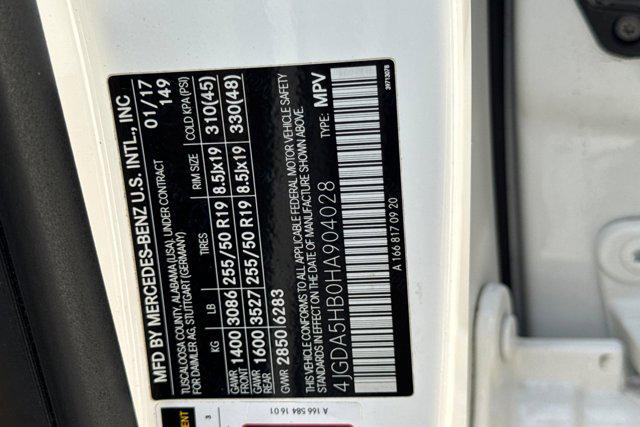 MFD BY MERCEDES-BENZ U.S. INTL., INC
TUSCALOOSA COUNTY, ALABAMA (USA), UNDER CONTRACT
FOR DAIMLER AG, STUTTGART (GERMANY)
01/17
149
KG LB TIRES RIM SIZE COLD KPA (PSI)
GAWR FRONT 1400 3086 255/50 R19 8.5Jx19 310(45)
GAWR REAR 1600 3527 255/50 R19 8.5Jx19 330(48)
GVWR 2850 6283
THIS VEHICLE CONFORMS TO ALL APPLICABLE FEDERAL MOTOR VEHICLE SAFETY
STANDARDS IN EFFECT ON THE DATE OF MANUFACTURE SHOWN ABOVE.
4JGDA5HB0HA904028 TYPE: MPV
A 166 817 09 20
39713078
A 166 584 16 01
3